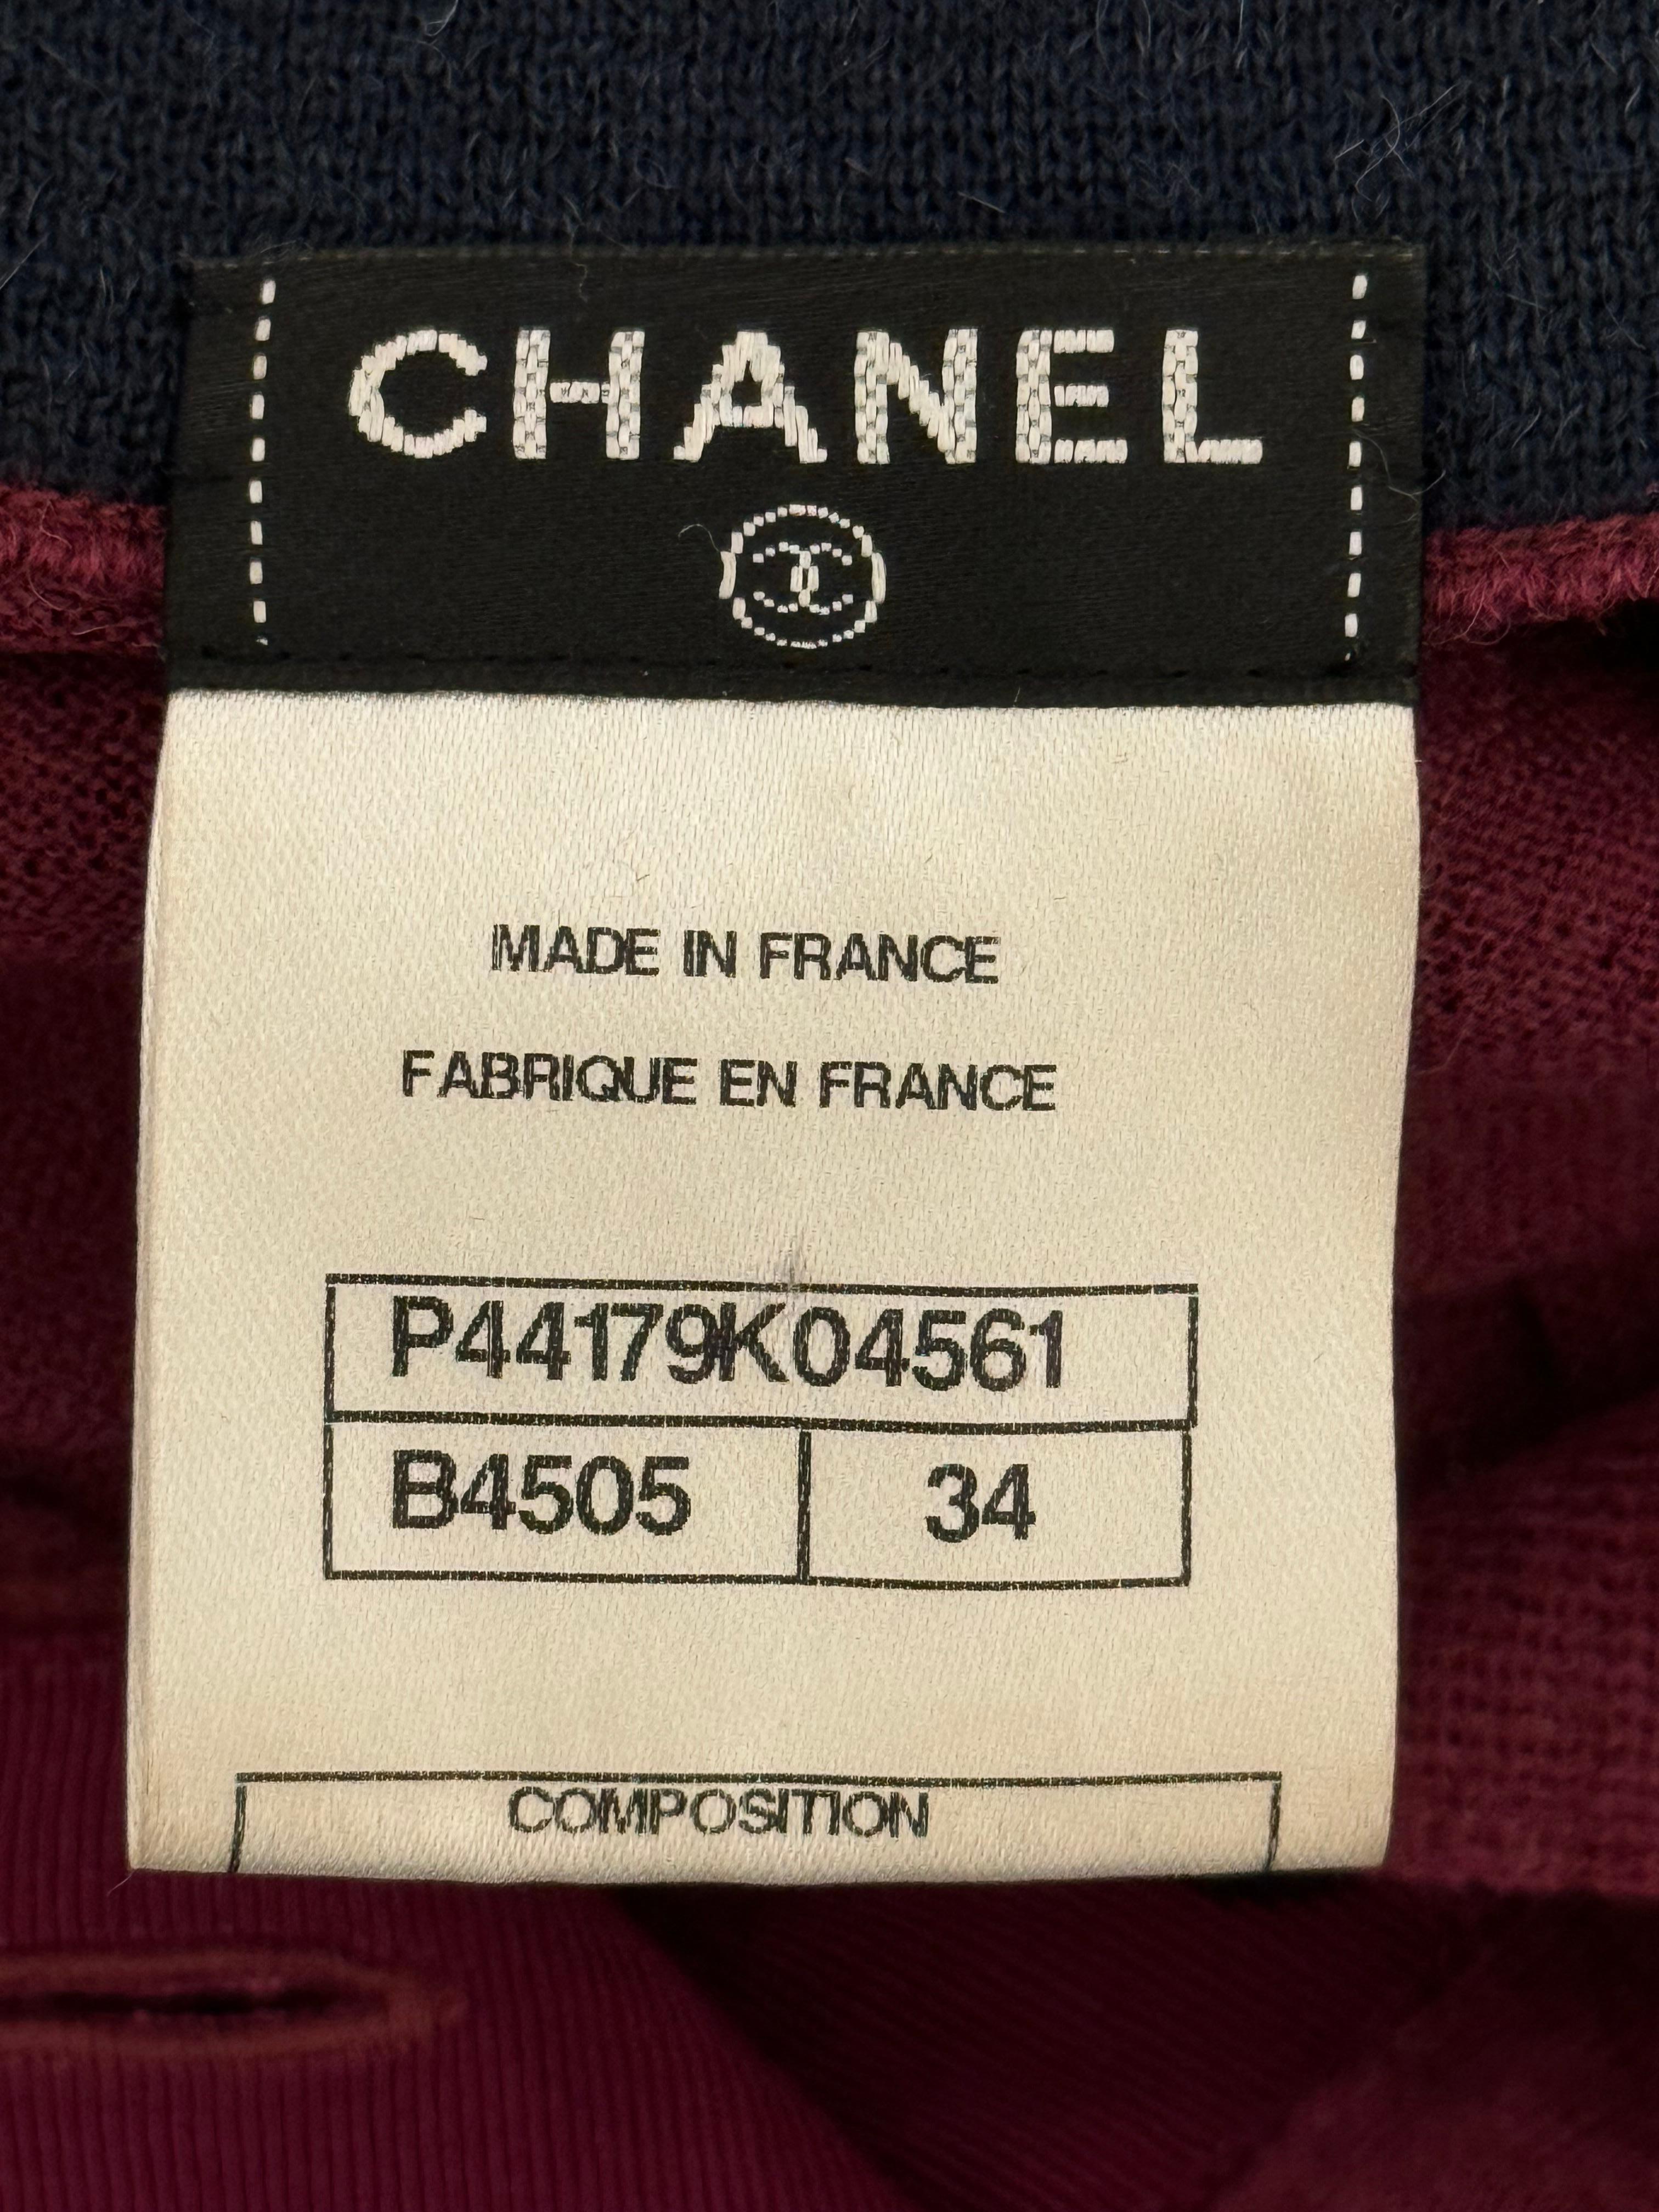 CHANEL
MADE IN FRANCE
FABRIQUE EN FRANCE
P44179K04561
B4505 34
COMPOSITION